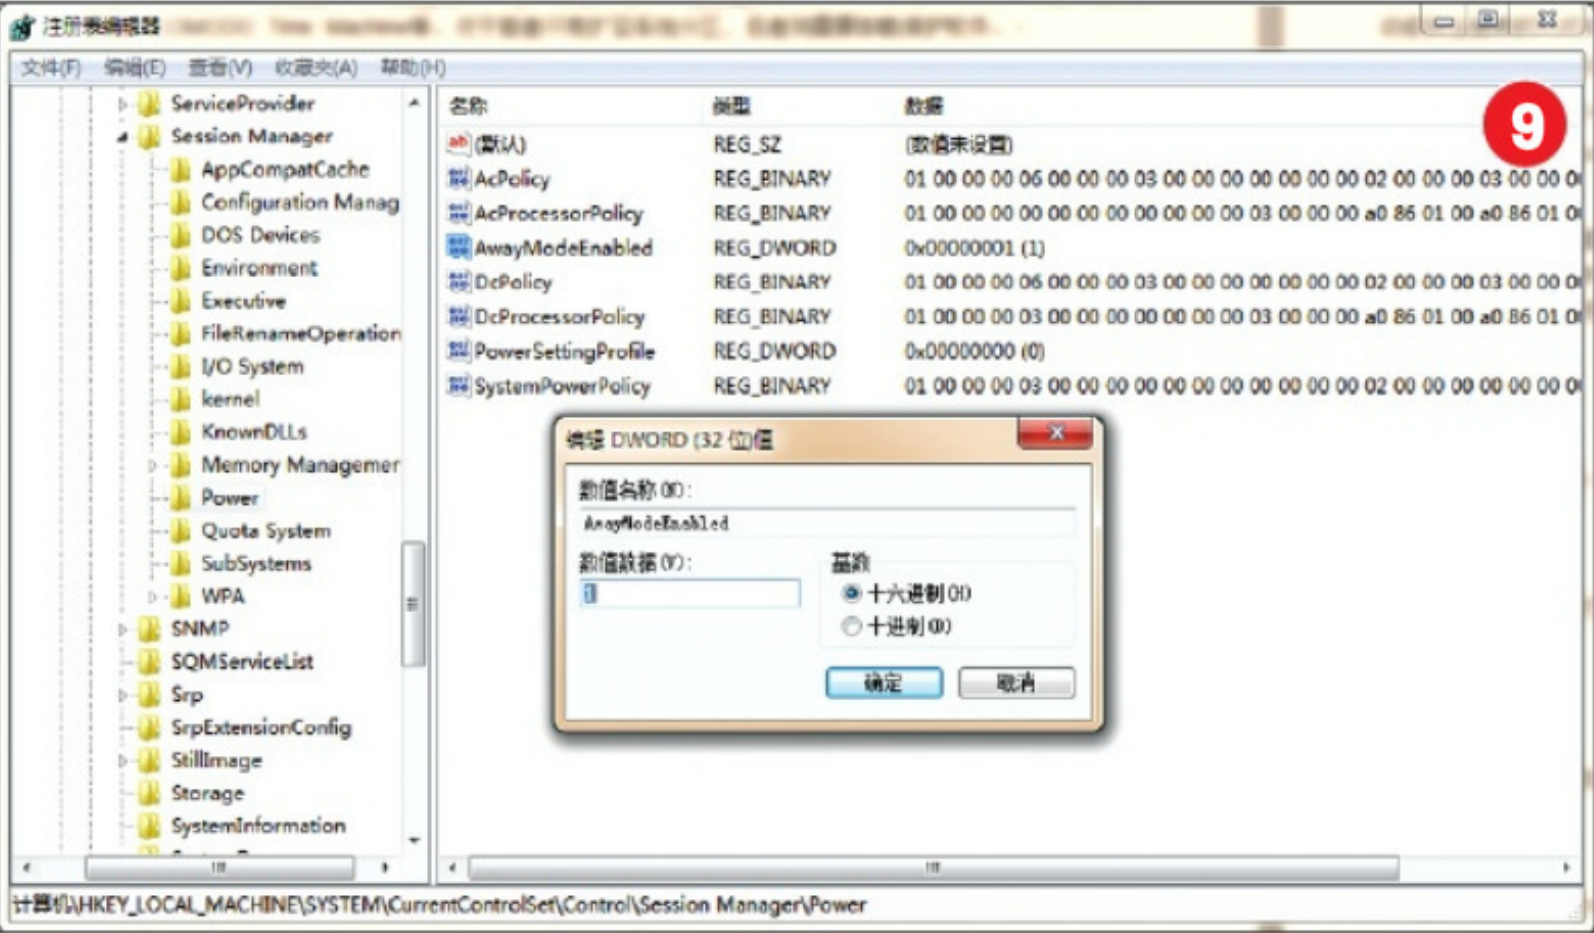 注册表编辑器
文件(F) 编辑(E) 查看(V) 收藏夹(A) 帮助(H)
ServiceProvider
Session Manager
AppCompatCache
Configuration Manag
DOS Devices
Environment
Executive
FileRenameOperation
I/O System
kernel
KnownDLLs
Memory Managemer
Power
Quota System
SubSystems
WPA
SNMP
SQMServiceList
Srp
SrpExtensionConfig
StillImage
Storage
SystemInformation
名称 类型 数据
9
(默认) REG_SZ (数值未设置)
AcPolicy REG_BINARY 01 00 00 00 06 00 00 00 03 00 00 00 00 00 00 00 02 00 00 00 03 00 00 0
AcProcessorPolicy REG_BINARY 01 00 00 00 00 00 00 00 00 00 00 00 03 00 00 00 a0 86 01 00 a0 86 01 0
AwayModeEnabled REG_DWORD 0x00000001 (1)
DcPolicy REG_BINARY 01 00 00 00 06 00 00 00 03 00 00 00 00 00 00 00 02 00 00 00 03 00 00 0
DcProcessorPolicy REG_BINARY 01 00 00 00 03 00 00 00 00 00 00 00 03 00 00 00 a0 86 01 00 a0 86 01 0
PowerSettingProfile REG_DWORD 0x00000000 (0)
SystemPowerPolicy REG_BINARY 01 00 00 00 03 00 00 00 00 00 00 00 00 00 00 00 02 00 00 00 00 00 00 0
编辑 DWORD (32 位)值
数值名称(N):
AwayModeEnabled
数值数据(V):
1
基数
十六进制(H)
十进制(D)
确定 取消
计算机\HKEY_LOCAL_MACHINE\SYSTEM\CurrentControlSet\Control\Session Manager\Power